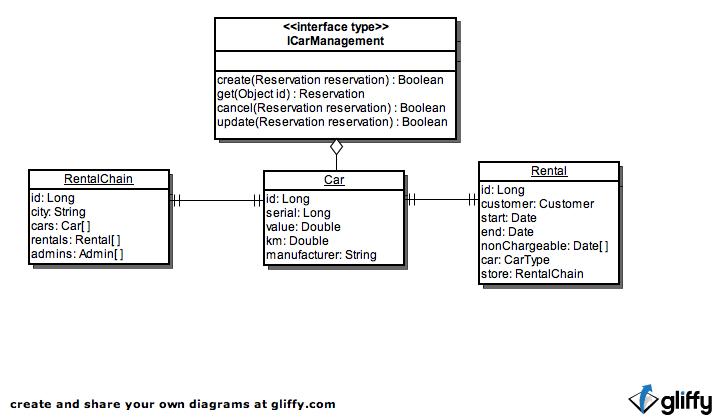 <<interface type>>
ICarManagement
create(Reservation reservation) : Boolean
get(Object id) : Reservation
cancel(Reservation reservation) : Boolean
update(Reservation reservation) : Boolean
RentalChain
id: Long
city: String
cars: Car[ ]
rentals: Rental[ ]
admins: Admin[ ]
Car
id: Long
serial: Long
value: Double
km: Double
manufacturer: String
Rental
id: Long
customer: Customer
start: Date
end: Date
nonChargeable: Date[ ]
car: CarType
store: RentalChain
create and share your own diagrams at gliffy.com
gliffy